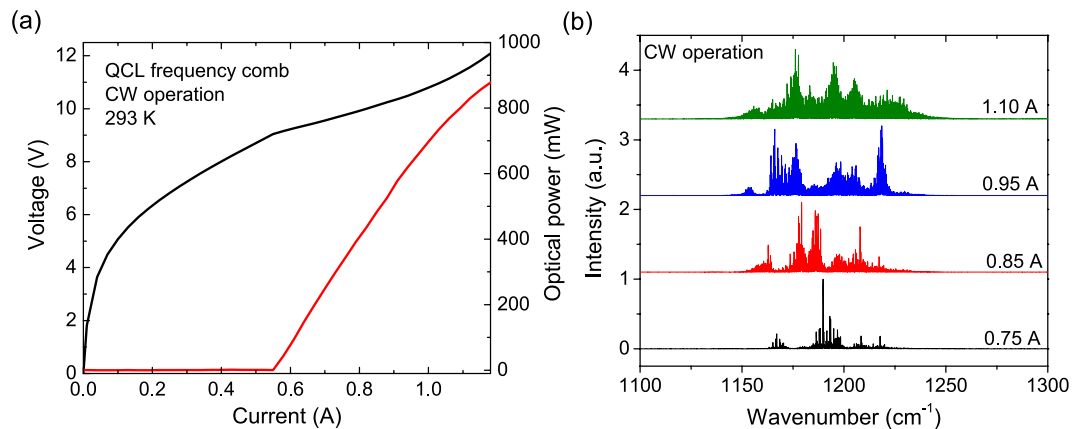 (a)
QCL frequency comb
CW operation
293 K
Voltage (V)
12
10
8
6
4
2
0
0.0 0.2 0.4 0.6 0.8 1.0
Current (A)
1000
800
600
400
200
0
Optical power (mW)
(b)
CW operation
1.10 A
0.95 A
0.85 A
0.75 A
Intensity (a.u.)
4
3
2
1
0
1100 1150 1200 1250 1300
Wavenumber (cm⁻¹)